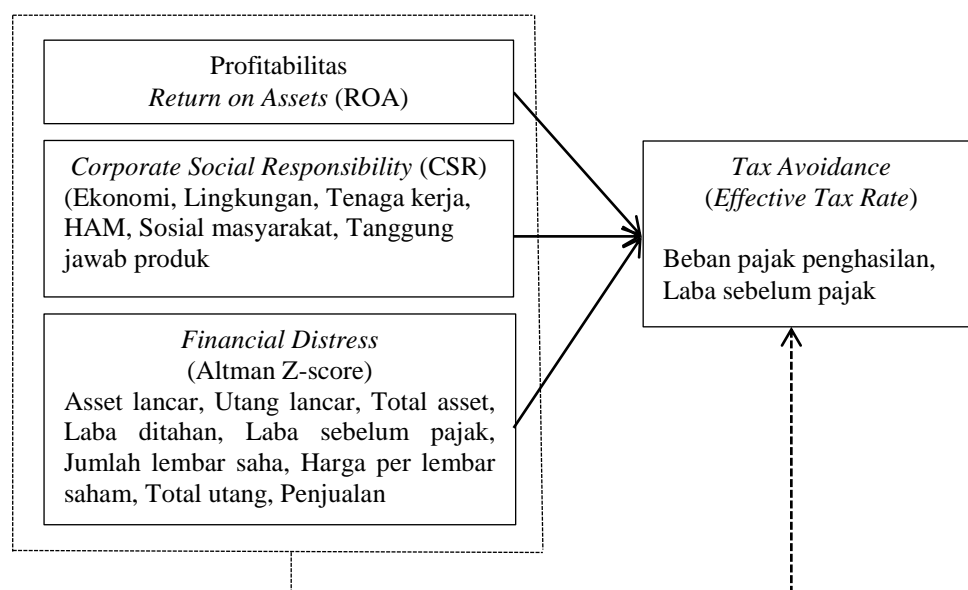 Profitabilitas
Return on Assets (ROA)
Corporate Social Responsibility (CSR)
(Ekonomi, Lingkungan, Tenaga kerja,
HAM, Sosial masyarakat, Tanggung
jawab produk
Financial Distress
(Altman Z-score)
Asset lancar, Utang lancar, Total asset,
Laba ditahan, Laba sebelum pajak,
Jumlah lembar saha, Harga per lembar
saham, Total utang, Penjualan
Tax Avoidance
(Effective Tax Rate)
Beban pajak penghasilan,
Laba sebelum pajak